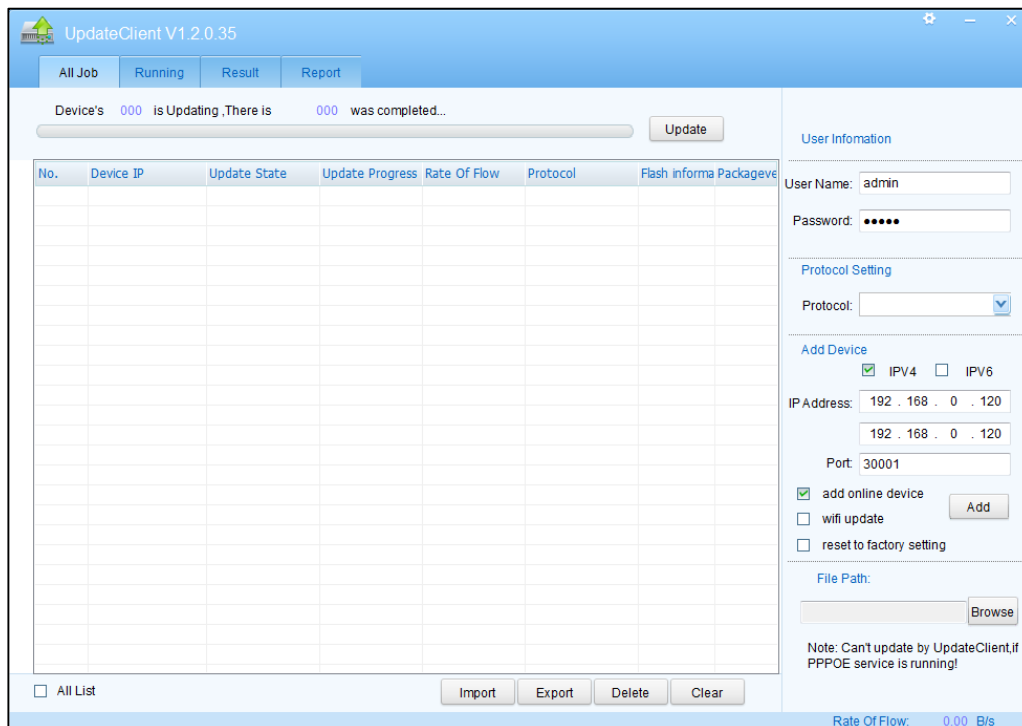 UpdateClient V1.2.0.35
All Job Running Result Report
Device's 000 is Updating ,There is 000 was completed...
Update
No. Device IP Update State Update Progress Rate Of Flow Protocol Flash informa Packageve
User Infomation
User Name: admin
Password: •••••
Protocol Setting
Protocol:
Add Device
IPV4 IPV6
IP Address: 192 . 168 . 0 . 120
192 . 168 . 0 . 120
Port: 30001
add online device
Add
wifi update
reset to factory setting
File Path:
Browse
Note: Can't update by UpdateClient,if
PPPOE service is running!
All List Import Export Delete Clear
Rate Of Flow: 0.00 B/s